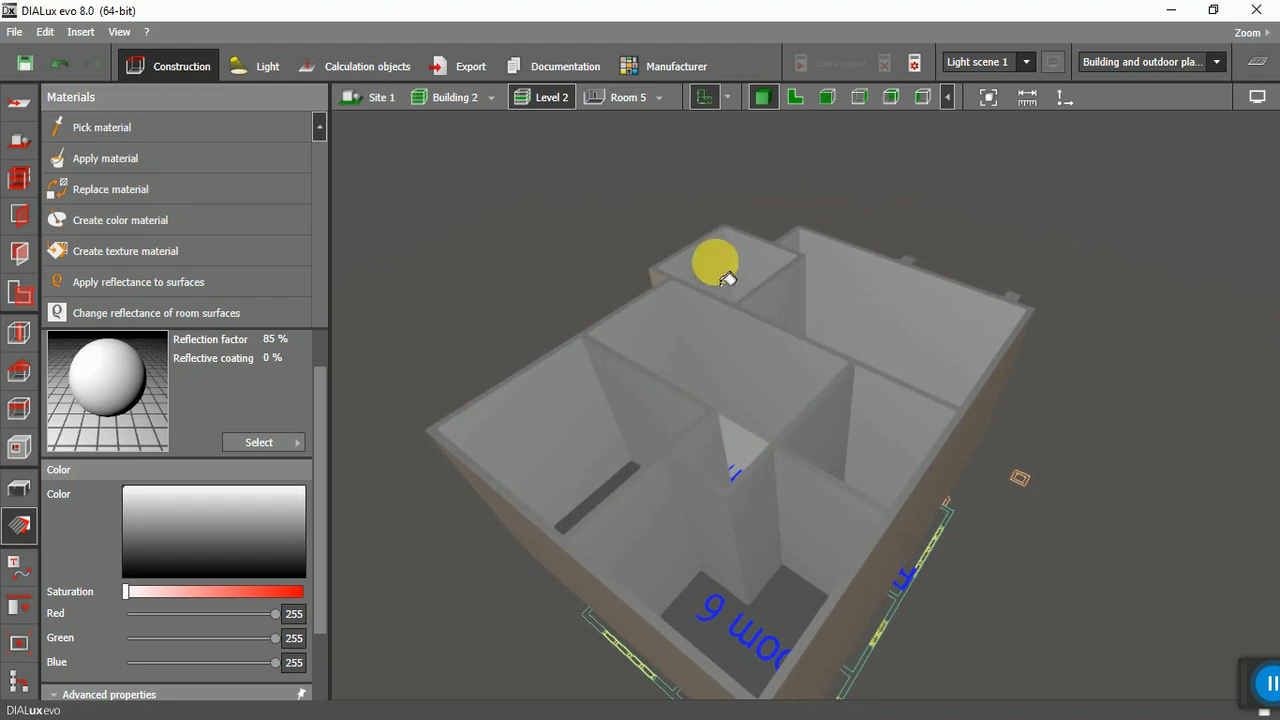 Dx DIALux evo 8.0 (64-bit)
File Edit Insert View ?
Zoom
Construction Light Calculation objects Export Documentation Manufacturer
Entire project
Light scene 1
Building and outdoor pla...
Materials
Site 1 Building 2 Level 2 Room 5
Pick material
Apply material
Replace material
Create color material
Create texture material
Apply reflectance to surfaces
Change reflectance of room surfaces
Reflection factor 85 %
Reflective coating 0 %
Select
Color
Color
Saturation
Red 255
Green 255
Blue 255
Advanced properties
DIALux evo
oom 6